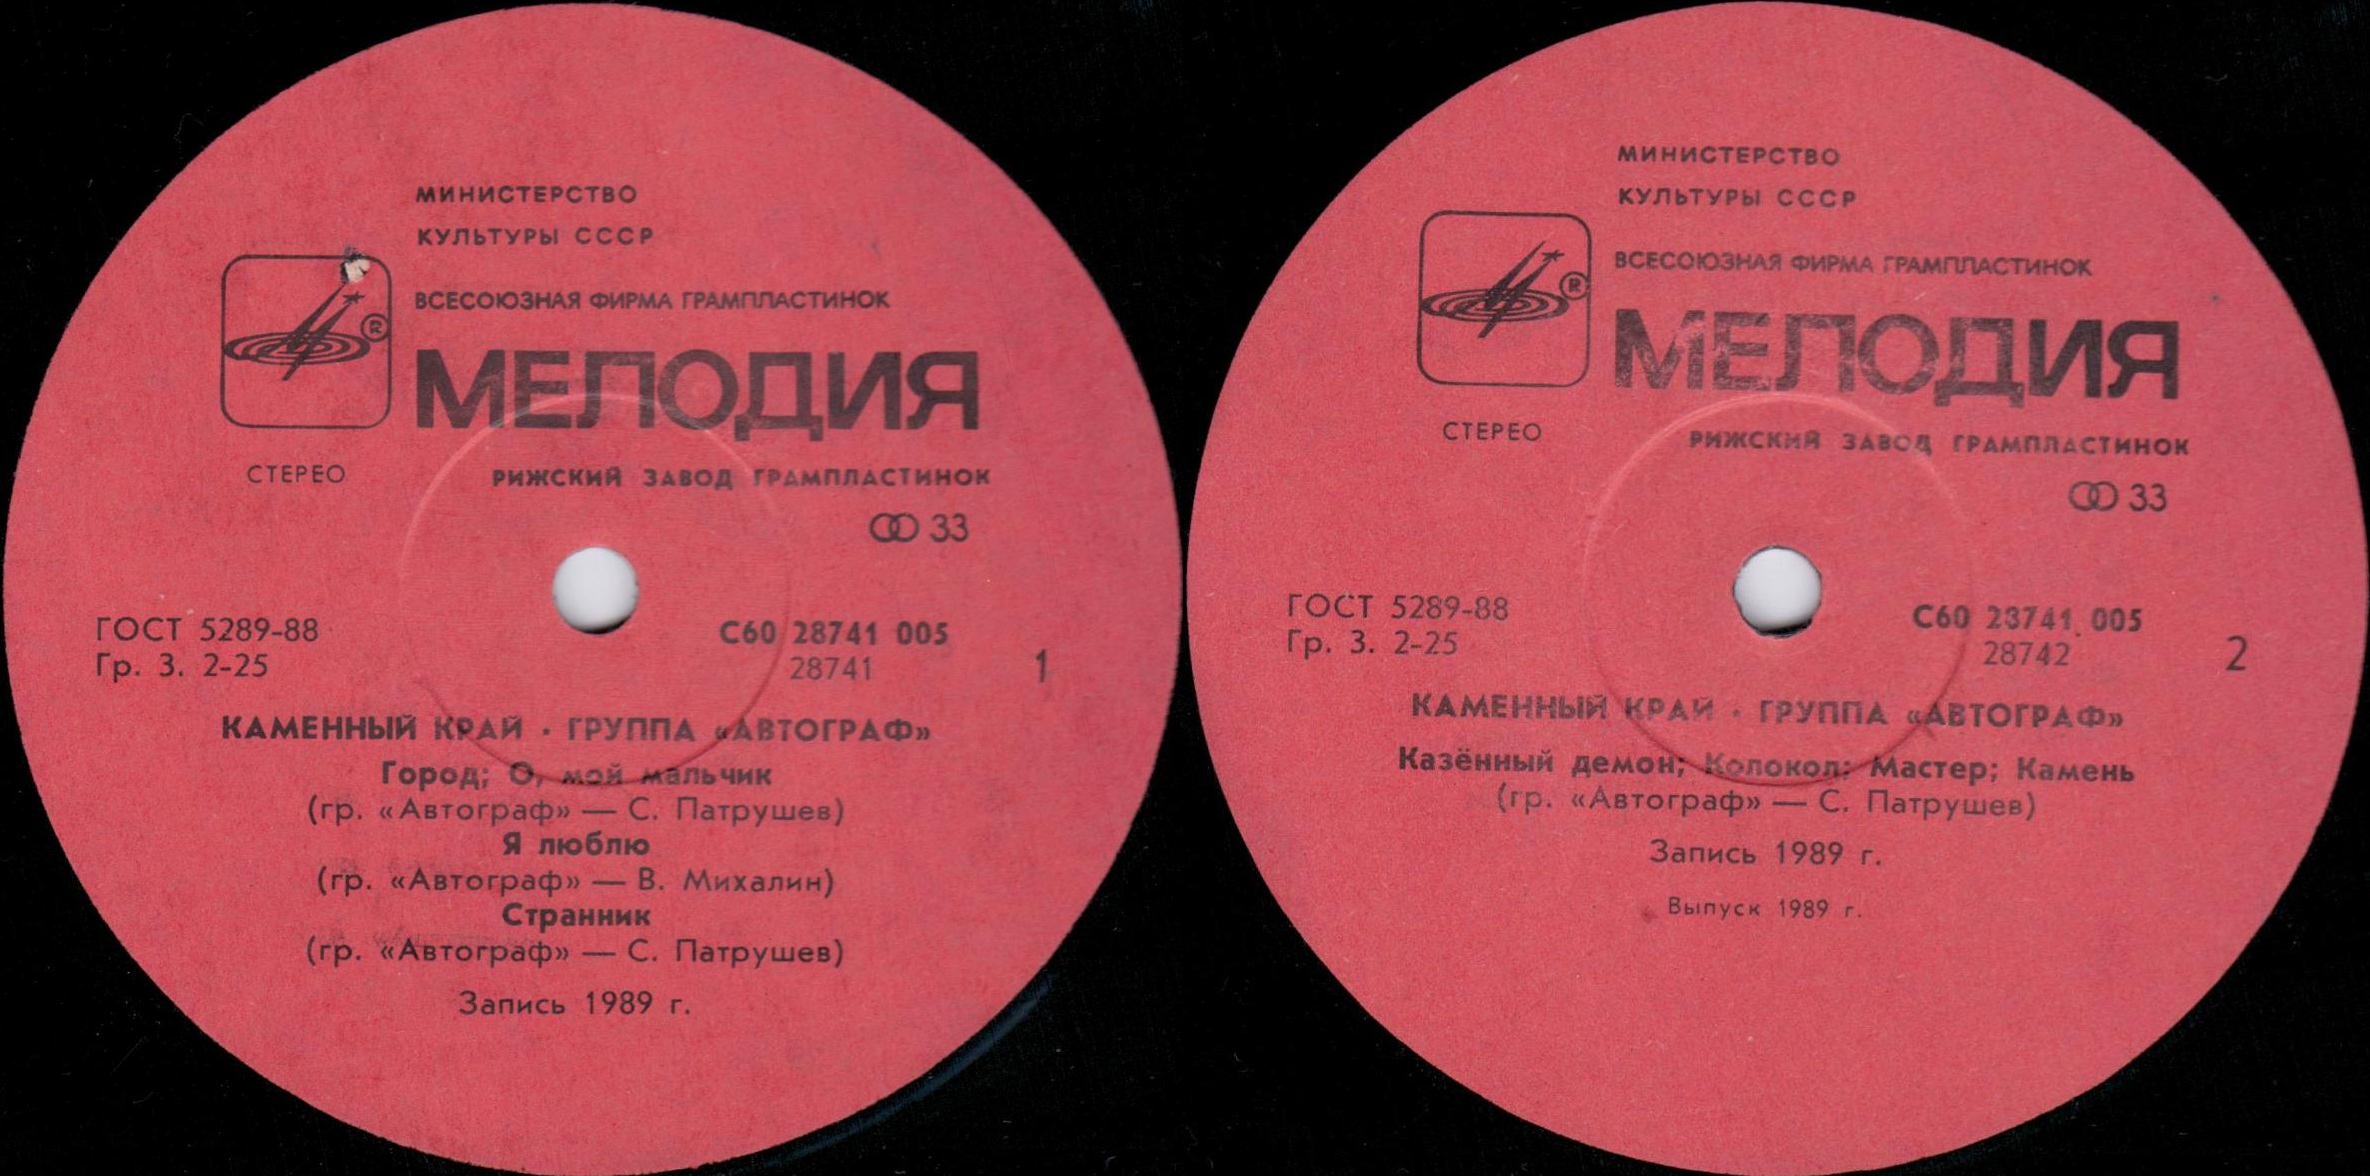 МИНИСТЕРСТВО
КУЛЬТУРЫ СССР
ВСЕСОЮЗНАЯ ФИРМА ГРАМПЛАСТИНОК
®
МЕЛОДИЯ
СТЕРЕО
РИЖСКИЙ ЗАВОД ГРАМПЛАСТИНОК
33
ГОСТ 5289-88
Гр. 3. 2-25
С60 28741 005
28741
1
КАМЕННЫЙ КРАЙ · ГРУППА «АВТОГРАФ»
Город; О, мой мальчик
(гр. «Автограф» — С. Патрушев)
Я люблю
(гр. «Автограф» — В. Михалин)
Странник
(гр. «Автограф» — С. Патрушев)
Запись 1989 г.
МИНИСТЕРСТВО
КУЛЬТУРЫ СССР
ВСЕСОЮЗНАЯ ФИРМА ГРАМПЛАСТИНОК
®
МЕЛОДИЯ
СТЕРЕО
РИЖСКИЙ ЗАВОД ГРАМПЛАСТИНОК
33
ГОСТ 5289-88
Гр. 3. 2-25
С60 28741 005
28742
2
КАМЕННЫЙ КРАЙ · ГРУППА «АВТОГРАФ»
Казённый демон; Колокол; Мастер; Камень
(гр. «Автограф» — С. Патрушев)
Запись 1989 г.
Выпуск 1989 г.